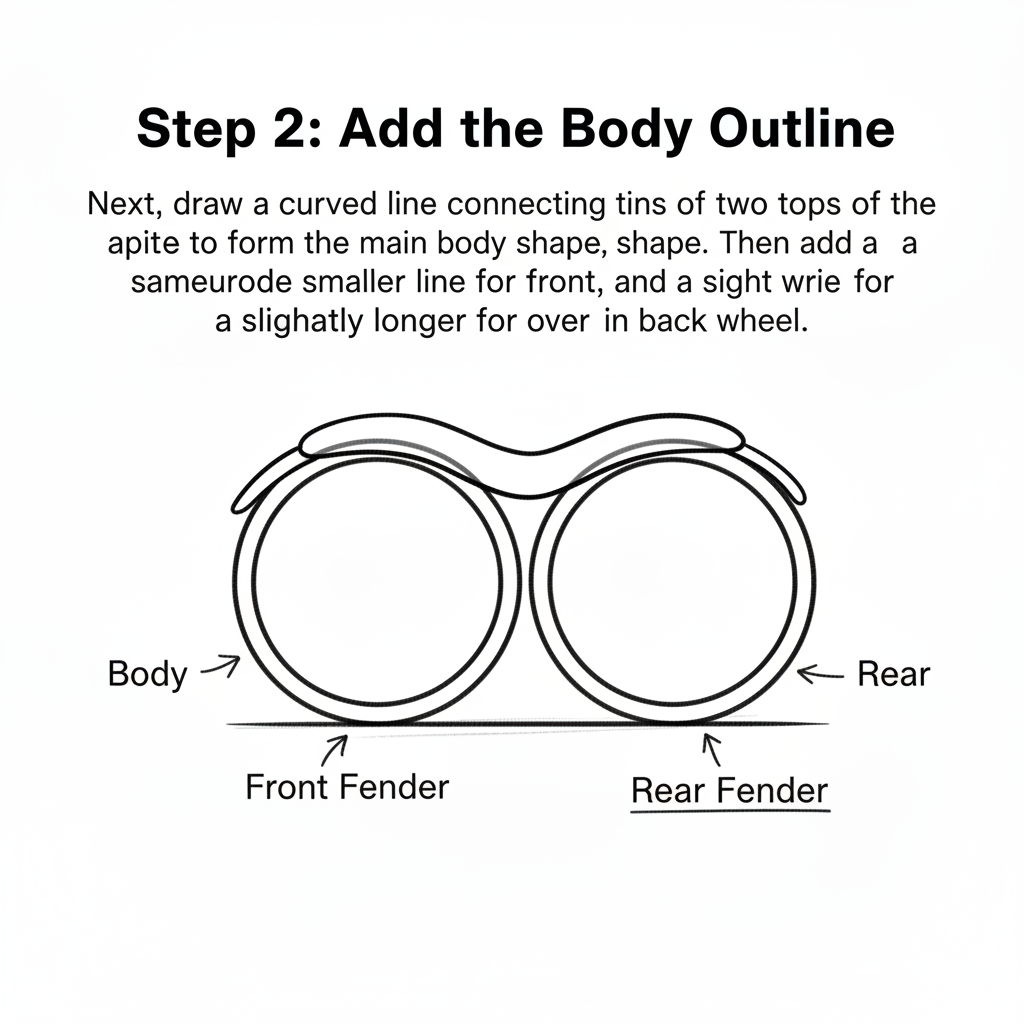 Step 2: Add the Body Outline
Next, draw a curved line connecting tins of two tops of the
apite to form the main body shape, shape. Then add a a
sameurode smaller line for front, and a sight wrie for
a slighatly longer for over in back wheel.
Body
Rear
Front Fender
Rear Fender